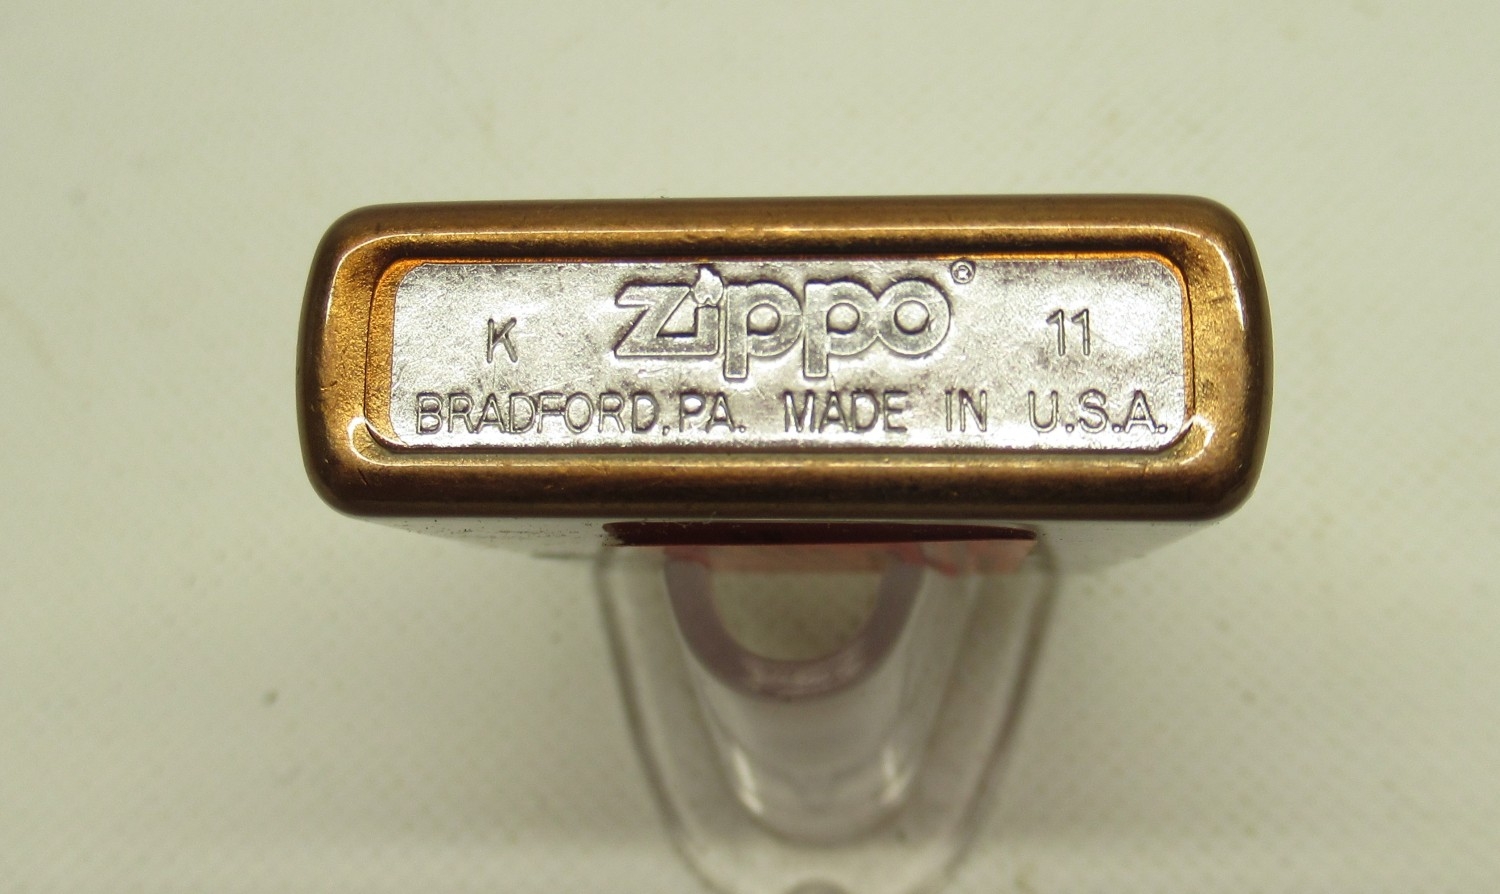 K zippo® 11
BRADFORD,PA. MADE IN U.S.A.